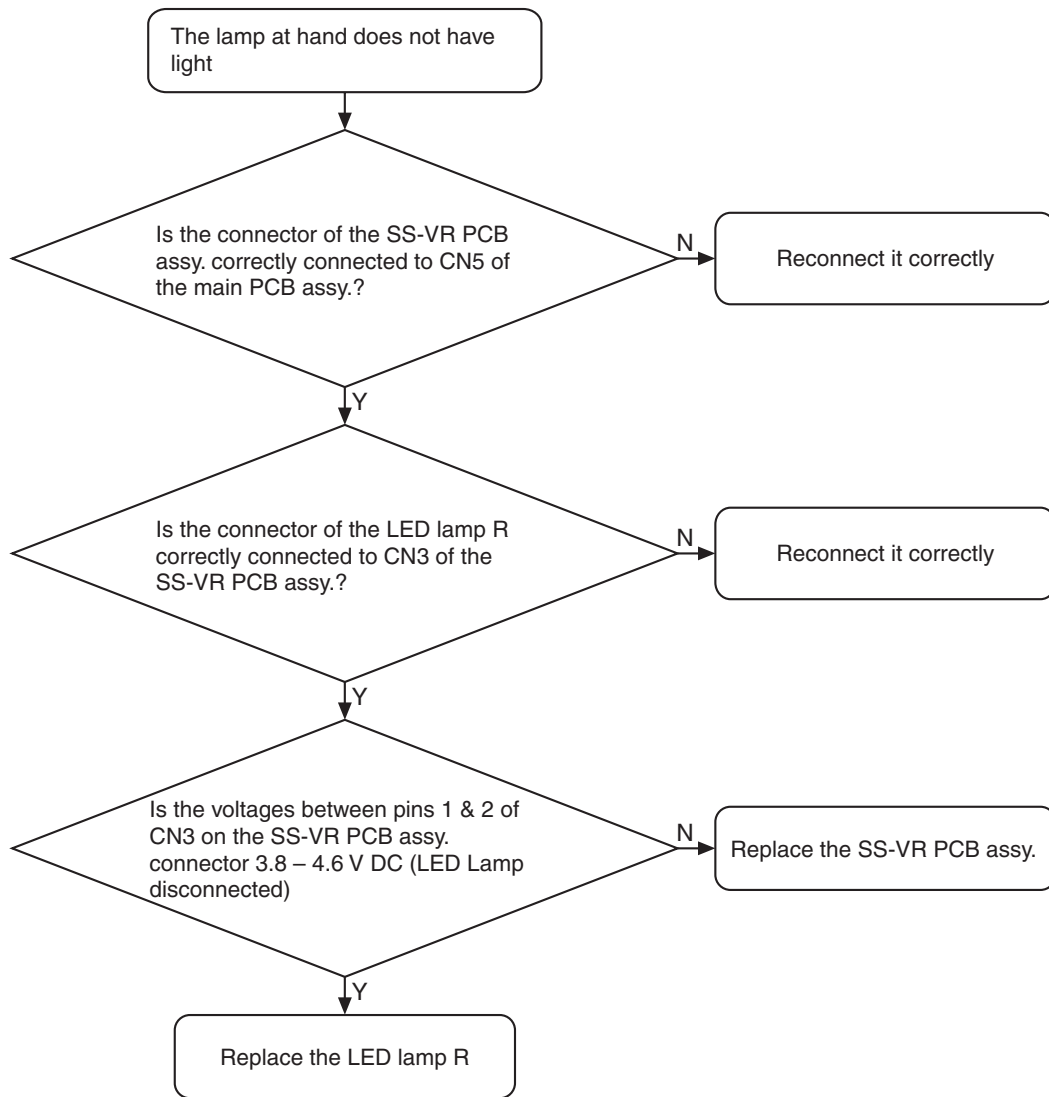 The lamp at hand does not have
light
Is the connector of the SS-VR PCB
assy. correctly connected to CN5 of
the main PCB assy.?
N
Reconnect it correctly
Y
Is the connector of the LED lamp R
correctly connected to CN3 of the
SS-VR PCB assy.?
N
Reconnect it correctly
Y
Is the voltages between pins 1 & 2 of
CN3 on the SS-VR PCB assy.
connector 3.8 – 4.6 V DC (LED Lamp
disconnected)
N
Replace the SS-VR PCB assy.
Y
Replace the LED lamp R